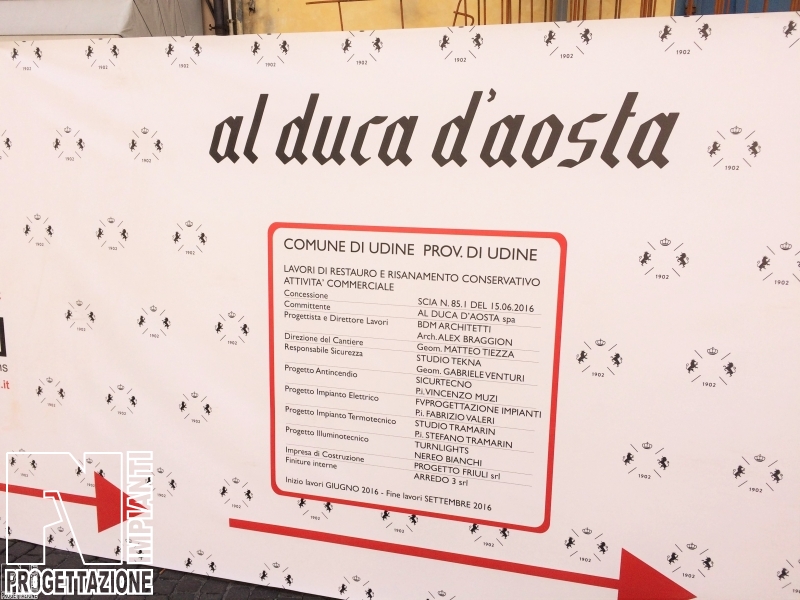 al duca d'aosta
COMUNE DI UDINE PROV. DI UDINE
LAVORI DI RESTAURO E RISANAMENTO CONSERVATIVO
ATTIVITA' COMMERCIALE
Concessione SCIA N. 85.1 DEL 15.06.2016
Committente AL DUCA D'AOSTA spa
Progettista e Direttore Lavori BDM ARCHITETTI
Arch. ALEX BRAGGION
Direzione del Cantiere Geom. MATTEO TIEZZA
Responsabile Sicurezza STUDIO TEKNA
Geom. GABRIELE VENTURI
Progetto Antincendio SICURTECNO
P.i. VINCENZO MUZI
Progetto Impianto Elettrico FVPROGETTAZIONE IMPIANTI
P.i. FABRIZIO VALERI
Progetto Impianto Termotecnico STUDIO TRAMARIN
P.i. STEFANO TRAMARIN
Progetto Illuminotecnico TURNLIGHTS
NEREO BIANCHI
Impresa di Costruzione PROGETTO FRIULI srl
Finiture interne ARREDO 3 srl
Inizio lavori GIUGNO 2016 - Fine lavori SETTEMBRE 2016
1902
.it
IMPIANTI
PROGETTAZIONE